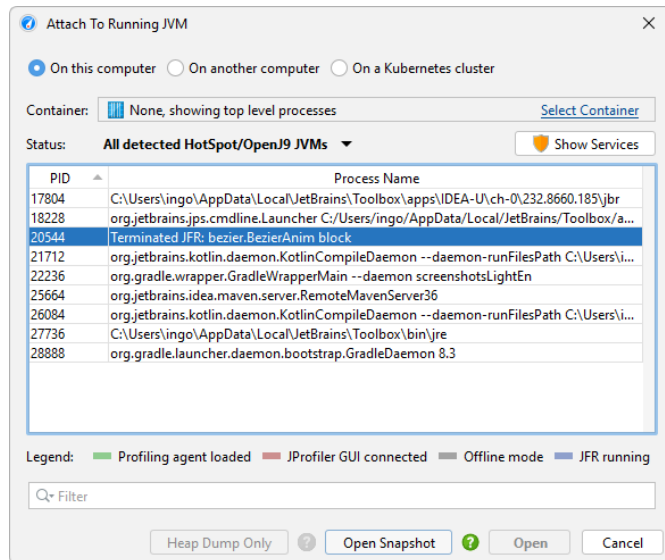 Attach To Running JVM
On this computer On another computer On a Kubernetes cluster
Container: None, showing top level processes Select Container
Status: All detected HotSpot/OpenJ9 JVMs Show Services
PID Process Name
17804 C:\Users\ingo\AppData\Local\JetBrains\Toolbox\apps\IDEA-U\ch-0\232.8660.185\jbr
18228 org.jetbrains.jps.cmdline.Launcher C:/Users/ingo/AppData/Local/JetBrains/Toolbox/a...
20544 Terminated JFR: bezier.BezierAnim block
21712 org.jetbrains.kotlin.daemon.KotlinCompileDaemon --daemon-runFilesPath C:\Users\i...
22236 org.gradle.wrapper.GradleWrapperMain --daemon screenshotsLightEn
25664 org.jetbrains.idea.maven.server.RemoteMavenServer36
26084 org.jetbrains.kotlin.daemon.KotlinCompileDaemon --daemon-runFilesPath C:\Users\i...
27736 C:\Users\ingo\AppData\Local\JetBrains\Toolbox\bin\jre
28888 org.gradle.launcher.daemon.bootstrap.GradleDaemon 8.3
Legend: Profiling agent loaded JProfiler GUI connected Offline mode JFR running
Filter
Heap Dump Only ? Open Snapshot ? Open Cancel